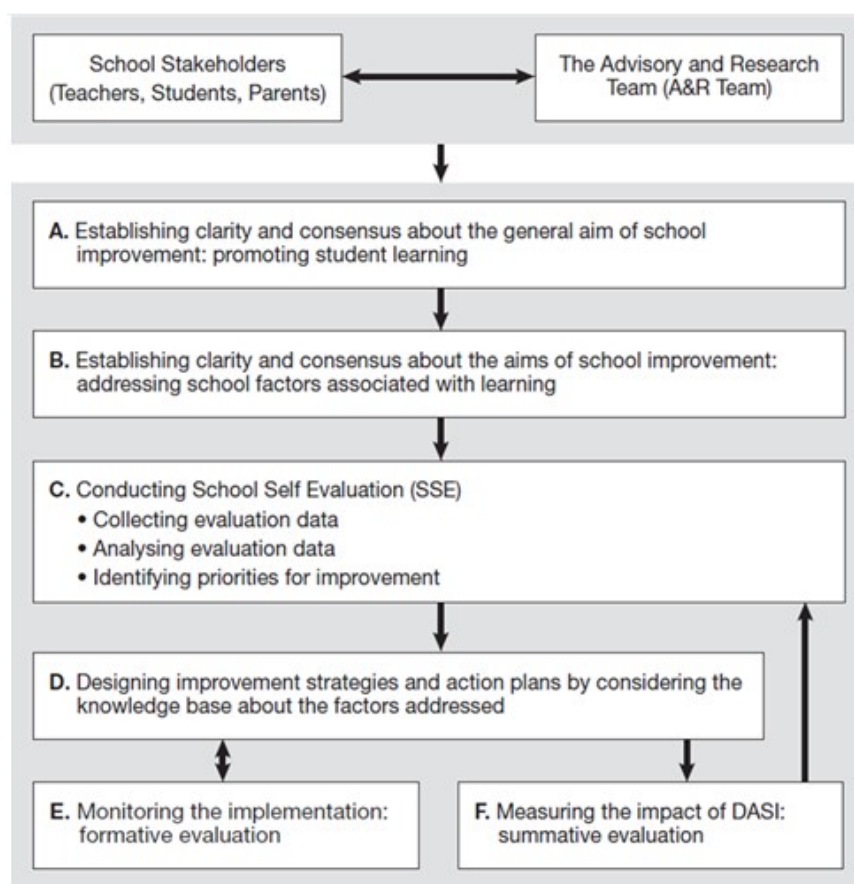 School Stakeholders
(Teachers, Students, Parents)
The Advisory and Research
Team (A&R Team)
A. Establishing clarity and consensus about the general aim of school
improvement: promoting student learning
B. Establishing clarity and consensus about the aims of school improvement:
addressing school factors associated with learning
C. Conducting School Self Evaluation (SSE)
• Collecting evaluation data
• Analysing evaluation data
• Identifying priorities for improvement
D. Designing improvement strategies and action plans by considering the
knowledge base about the factors addressed
E. Monitoring the implementation:
formative evaluation
F. Measuring the impact of DASI:
summative evaluation